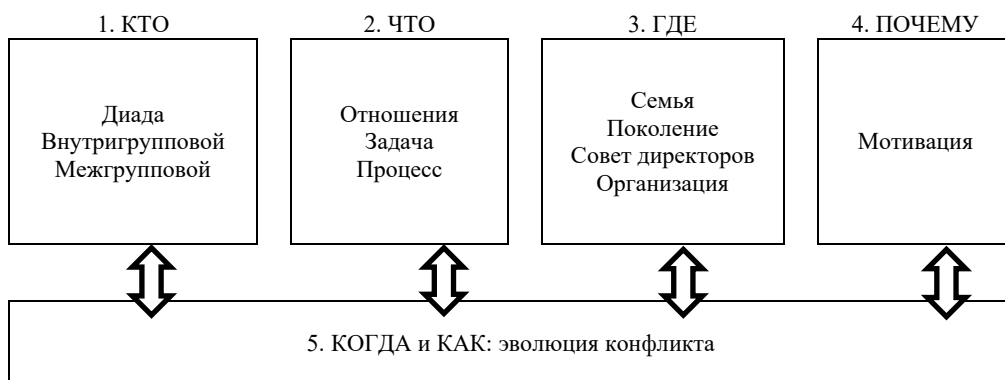 1. КТО
2. ЧТО
3. ГДЕ
4. ПОЧЕМУ
Диада
Внутригрупповой
Межгрупповой
Отношения
Задача
Процесс
Семья
Поколение
Совет директоров
Организация
Мотивация
5. КОГДА и КАК: эволюция конфликта